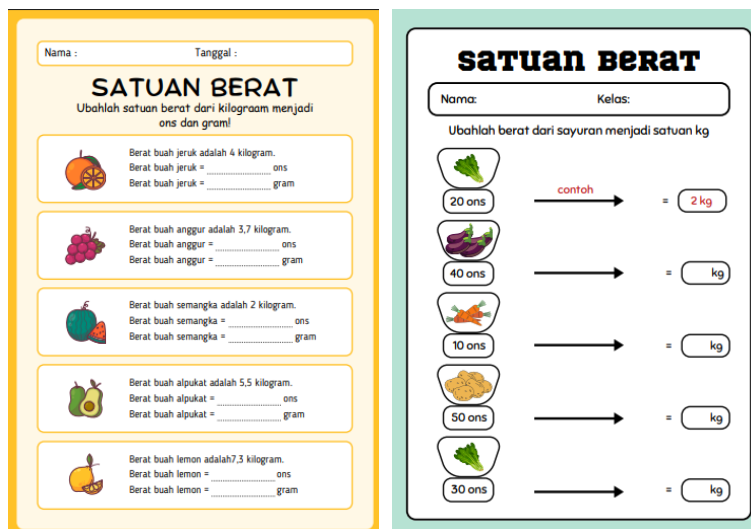 Nama :
Tanggal :
SATUAN BERAT
Ubahlah satuan berat dari kilograam menjadi
ons dan gram!
Berat buah jeruk adalah 4 kilogram.
Berat buah jeruk = ........................ ons
Berat buah jeruk = ........................ gram
Berat buah anggur adalah 3,7 kilogram.
Berat buah anggur = ........................ ons
Berat buah anggur = ........................ gram
Berat buah semangka adalah 2 kilogram.
Berat buah semangka = ........................ ons
Berat buah semangka = ........................ gram
Berat buah alpukat adalah 5,5 kilogram.
Berat buah alpukat = ........................ ons
Berat buah alpukat = ........................ gram
Berat buah lemon adalah7,3 kilogram.
Berat buah lemon = ........................ ons
Berat buah lemon = ........................ gram
SATUAN BERAT
Nama:
Kelas:
Ubahlah berat dari sayuran menjadi satuan kg
contoh
20 ons = 2 kg
40 ons = kg
10 ons = kg
50 ons = kg
30 ons = kg